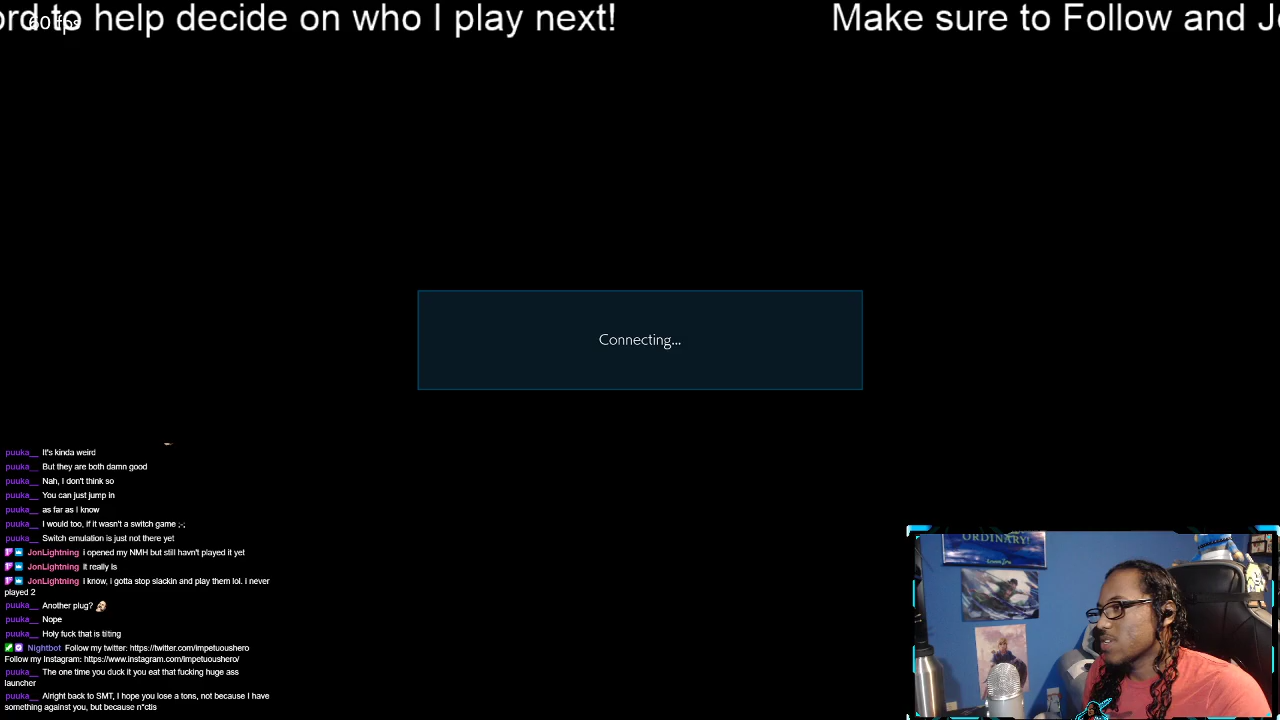 ord to help decide on who I play next! Make sure to Follow and Jo
60 fps
Connecting...
puuka__ It's kinda weird
puuka__ But they are both damn good
puuka__ Nah, I don't think so
puuka__ You can just jump in
puuka__ as far as I know
puuka__ I would too, if it wasn't a switch game ;-;
puuka__ Switch emulation is just not there yet
JonLightning i opened my NMH but still havn't played it yet
JonLightning It really is
JonLightning i know, i gotta stop slackin and play them lol. I never
played 2
puuka__ Another plug?
puuka__ Nope
puuka__ Holy fuck that is tilting
Nightbot Follow my twitter: https://twitter.com/impetuoushero
Follow my Instagram: https://www.instagram.com/impetuoushero/
puuka__ The one time you duck it you eat that fucking huge ass
launcher
puuka__ Alright back to SMT, I hope you lose a tons, not because I have
something against you, but because n*ctis
ORDINARY!